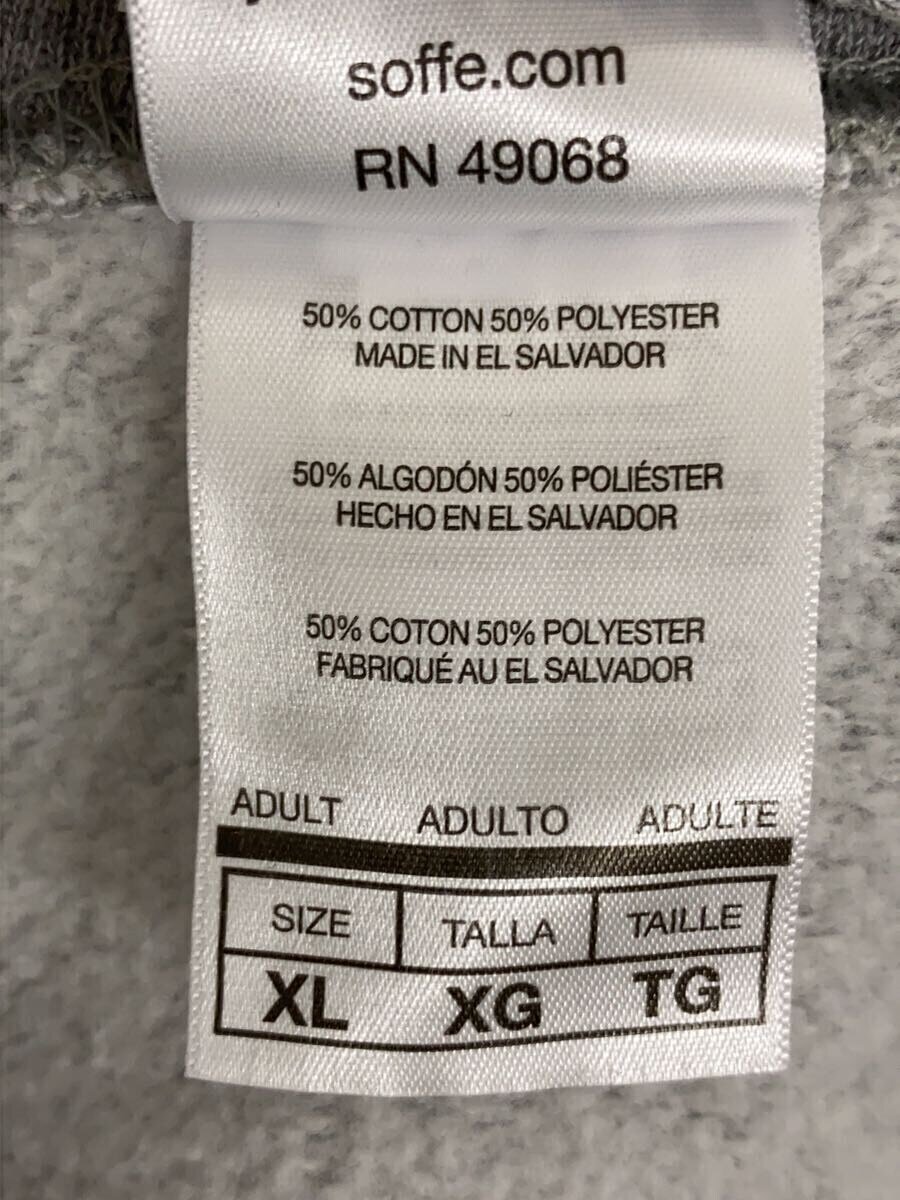 soffe.com
RN 49068
50% COTTON 50% POLYESTER
MADE IN EL SALVADOR
50% ALGODÓN 50% POLIÉSTER
HECHO EN EL SALVADOR
50% COTON 50% POLYESTER
FABRIQUÉ AU EL SALVADOR
ADULT ADULTO ADULTE
SIZE TALLA TAILLE
XL XG TG